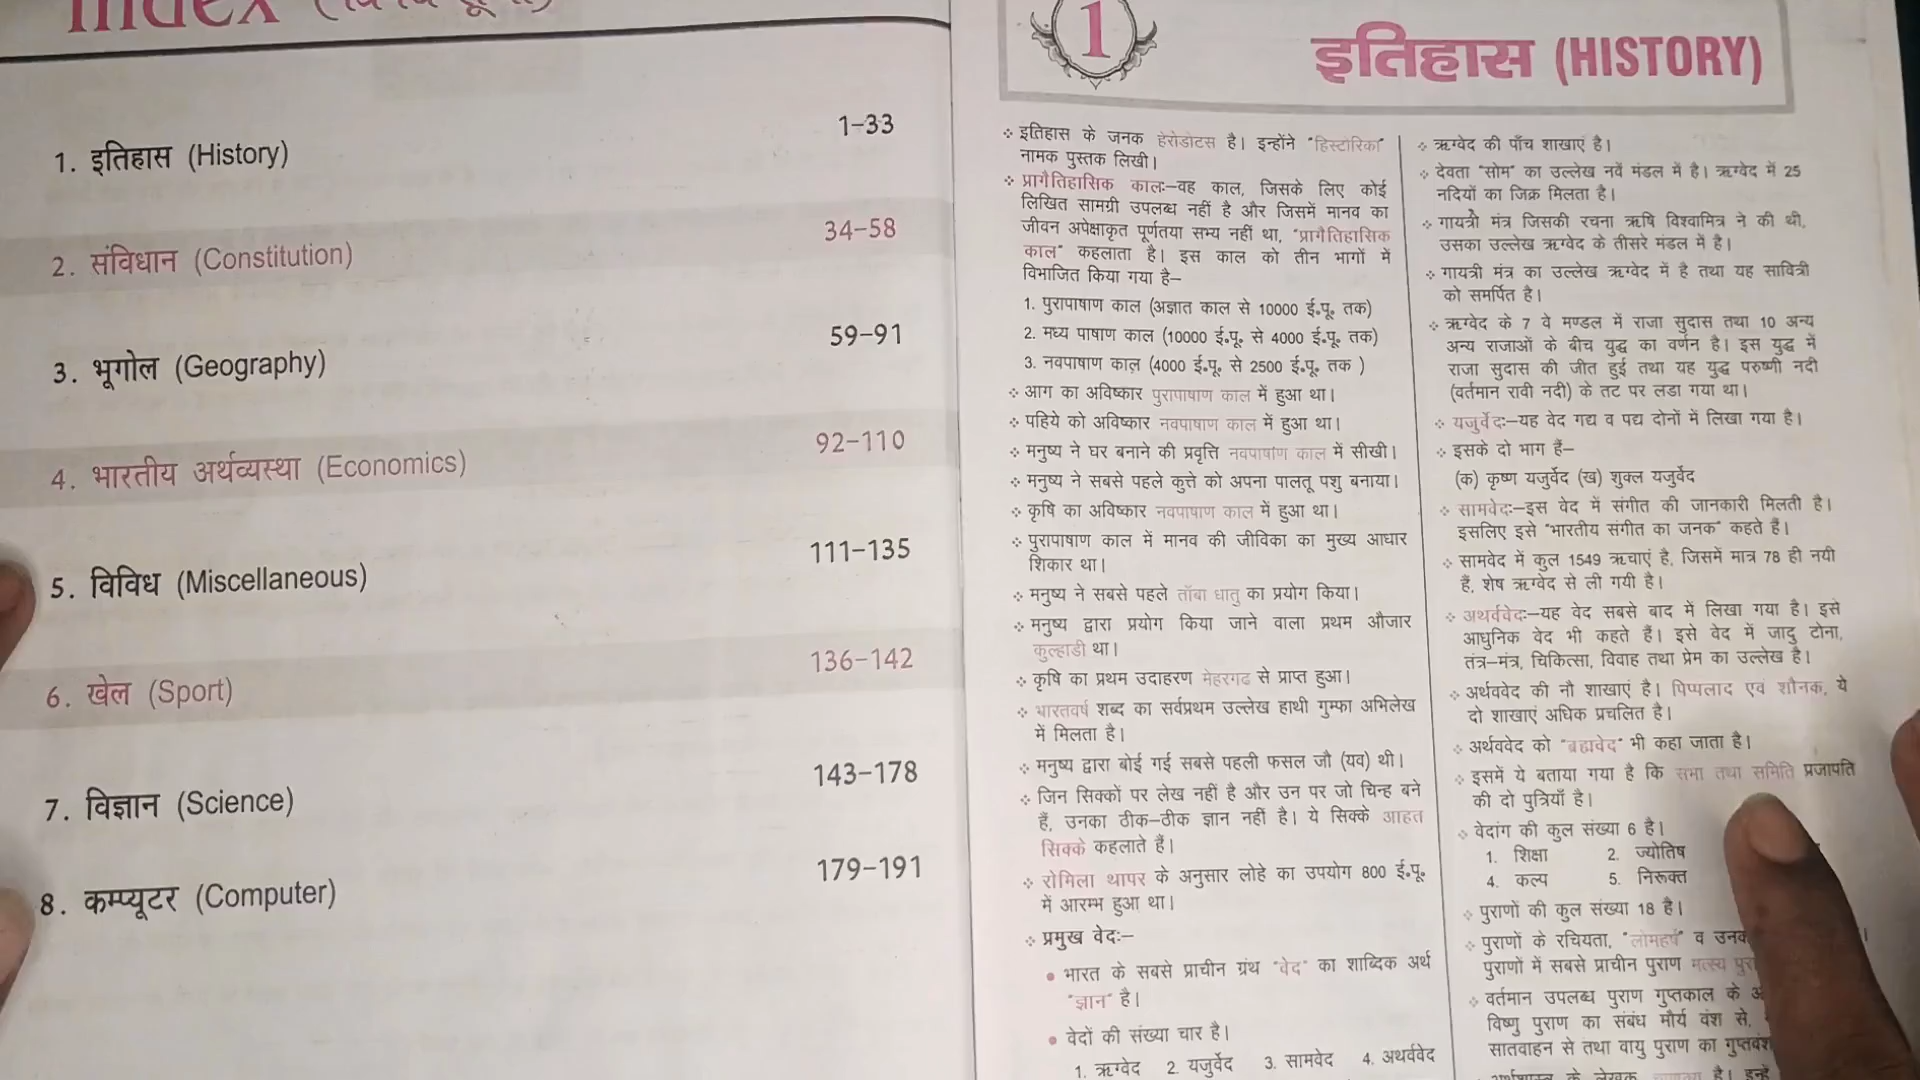 Index
1. इतिहास (History) 1-33
2. संविधान (Constitution) 34-58
3. भूगोल (Geography) 59-91
4. भारतीय अर्थव्यस्था (Economics) 92-110
5. विविध (Miscellaneous) 111-135
6. खेल (Sport) 136-142
7. विज्ञान (Science) 143-178
8. कम्प्यूटर (Computer) 179-191
1
इतिहास (HISTORY)
इतिहास के जनक हेरोडोटस है। इन्होंने "हिस्टोरिका"
नामक पुस्तक लिखी।
प्रागैतिहासिक कालः–वह काल, जिसके लिए कोई
लिखित सामग्री उपलब्ध नहीं है और जिसमें मानव का
जीवन अपेक्षाकृत पूर्णतया सभ्य नहीं था, "प्रागैतिहासिक
काल" कहलाता है। इस काल को तीन भागों में
विभाजित किया गया है–
1. पुरापाषाण काल (अज्ञात काल से 10000 ई.पू. तक)
2. मध्य पाषाण काल (10000 ई.पू. से 4000 ई.पू. तक)
3. नवपाषाण काल (4000 ई.पू. से 2500 ई.पू. तक )
आग का अविष्कार पुरापाषाण काल में हुआ था।
पहिये को अविष्कार नवपाषाण काल में हुआ था।
मनुष्य ने घर बनाने की प्रवृत्ति नवपाषाण काल में सीखी।
मनुष्य ने सबसे पहले कुत्ते को अपना पालतू पशु बनाया।
कृषि का अविष्कार नवपाषाण काल में हुआ था।
पुरापाषाण काल में मानव की जीविका का मुख्य आधार
शिकार था।
मनुष्य ने सबसे पहले ताँबा धातु का प्रयोग किया।
मनुष्य द्वारा प्रयोग किया जाने वाला प्रथम औजार
कुल्हाडी था।
कृषि का प्रथम उदाहरण मेहरगढ से प्राप्त हुआ।
भारतवर्ष शब्द का सर्वप्रथम उल्लेख हाथी गुम्फा अभिलेख
में मिलता है।
मनुष्य द्वारा बोई गई सबसे पहली फसल जौ (यव) थी।
जिन सिक्कों पर लेख नहीं है और उन पर जो चिन्ह बने
हैं, उनका ठीक–ठीक ज्ञान नहीं है। ये सिक्के आहत
सिक्के कहलाते हैं।
रोमिला थापर के अनुसार लोहे का उपयोग 800 ई.पू.
में आरम्भ हुआ था।
प्रमुख वेदः–
भारत के सबसे प्राचीन ग्रंथ "वेद" का शाब्दिक अर्थ
"ज्ञान" है।
वेदों की संख्या चार है।
1. ऋग्वेद 2. यजुर्वेद 3. सामवेद 4. अथर्ववेद
ऋग्वेद की पाँच शाखाएं है।
देवता "सोम" का उल्लेख नवें मंडल में है। ऋग्वेद में 25
नदियों का जिक्र मिलता है।
गायत्री मंत्र जिसकी रचना ऋषि विश्वामित्र ने की थी,
उसका उल्लेख ऋग्वेद के तीसरे मंडल में है।
गायत्री मंत्र का उल्लेख ऋग्वेद में है तथा यह सावित्री
को समर्पित है।
ऋग्वेद के 7 वे मण्डल में राजा सुदास तथा 10 अन्य
अन्य राजाओं के बीच युद्ध का वर्णन है। इस युद्ध में
राजा सुदास की जीत हुई तथा यह युद्ध परुष्णी नदी
(वर्तमान रावी नदी) के तट पर लडा गया था।
यजुर्वेदः–यह वेद गद्य व पद्य दोनों में लिखा गया है।
इसके दो भाग हैं–
(क) कृष्ण यजुर्वेद (ख) शुक्ल यजुर्वेद
सामवेदः–इस वेद में संगीत की जानकारी मिलती है।
इसलिए इसे "भारतीय संगीत का जनक" कहते हैं।
सामवेद में कुल 1549 ऋचाएं है, जिसमें मात्र 78 ही नयी
हैं, शेष ऋग्वेद से ली गयी है।
अथर्ववेदः–यह वेद सबसे बाद में लिखा गया है। इसे
आधुनिक वेद भी कहते हैं। इसे वेद में जादु टोना,
तंत्र–मंत्र, चिकित्सा, विवाह तथा प्रेम का उल्लेख है।
अर्थववेद की नौ शाखाएं है। पिप्पलाद एवं शौनक, ये
दो शाखाएं अधिक प्रचलित है।
अर्थववेद को "ब्रह्मवेद" भी कहा जाता है।
इसमें ये बताया गया है कि सभा तथा समिति प्रजापति
की दो पुत्रियाँ है।
वेदांग की कुल संख्या 6 है।
1. शिक्षा 2. ज्योतिष
4. कल्प 5. निरूक्त
पुराणों की कुल संख्या 18 है।
पुराणों के रचियता, "लोमहर्ष" व
पुराणों में सबसे प्राचीन पुराण मत्स्य
वर्तमान उपलब्ध पुराण गुप्तकाल के
विष्णु पुराण का संबंध मौर्य वंश से,
सातवाहन से तथा वायु पुराण का
के लेखक है।